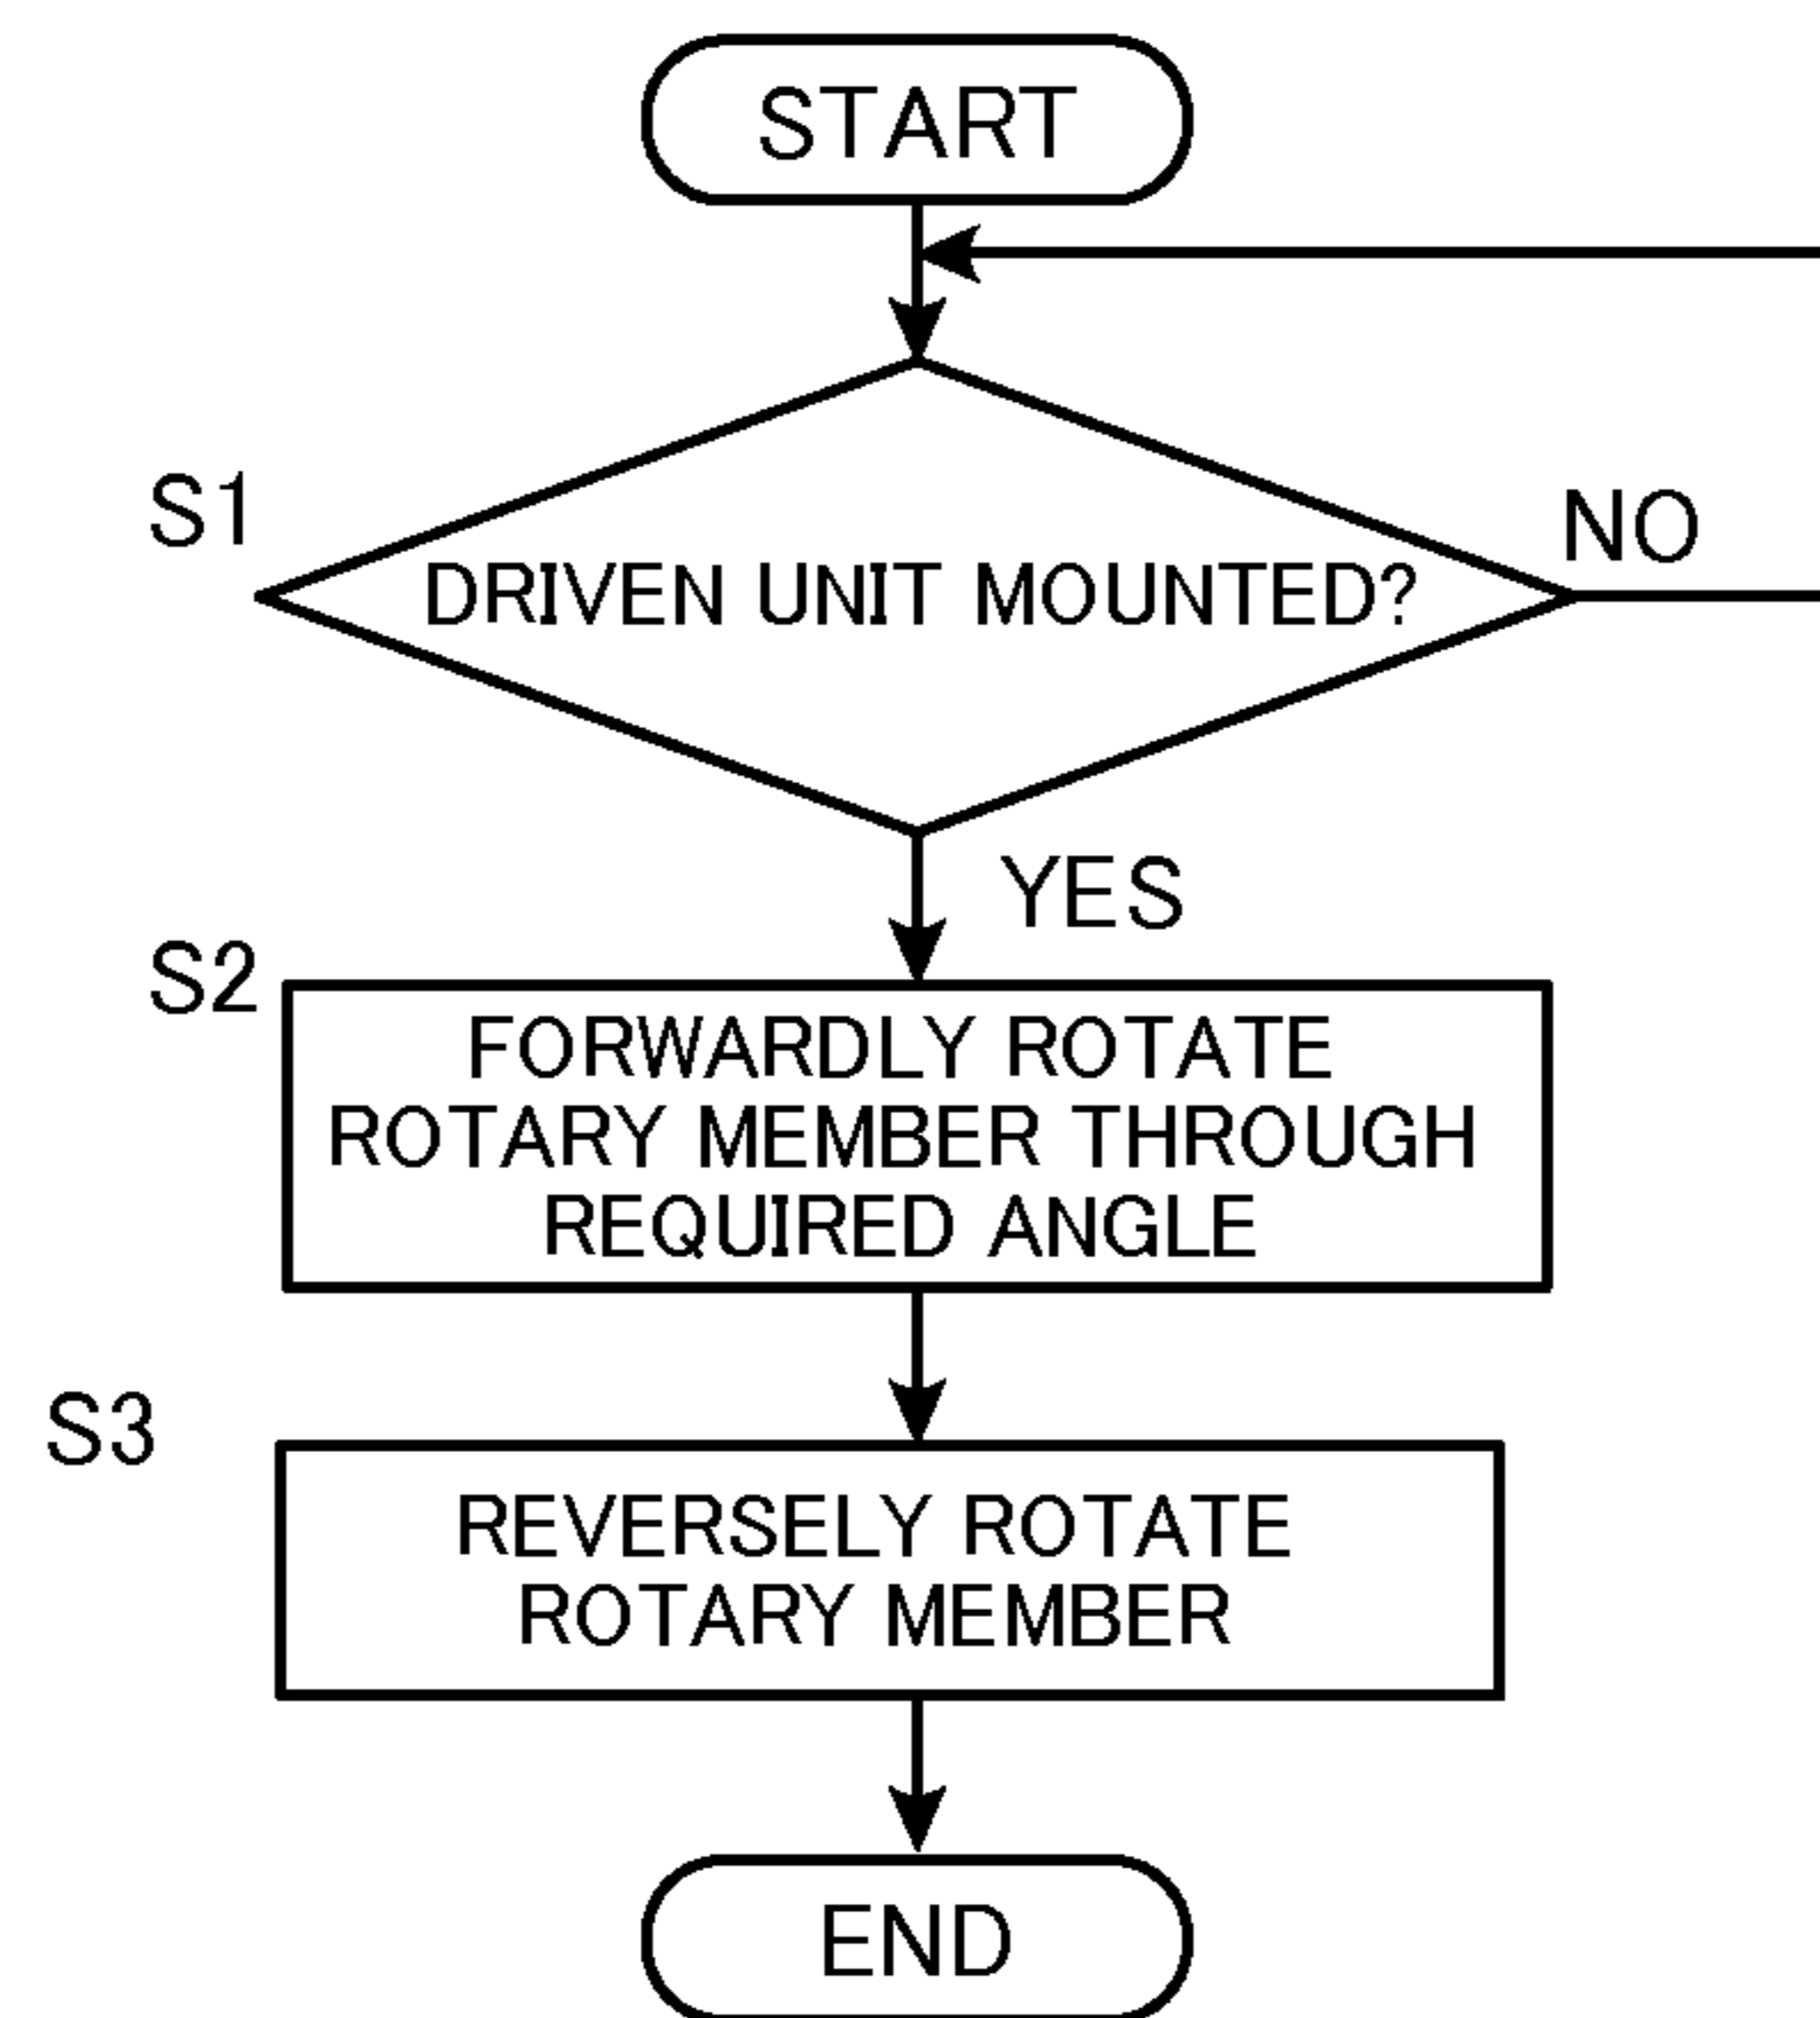 START
S1
NO
DRIVEN UNIT MOUNTED?
YES
S2
FORWARDLY ROTATE
ROTARY MEMBER THROUGH
REQUIRED ANGLE
S3
REVERSELY ROTATE
ROTARY MEMBER
END